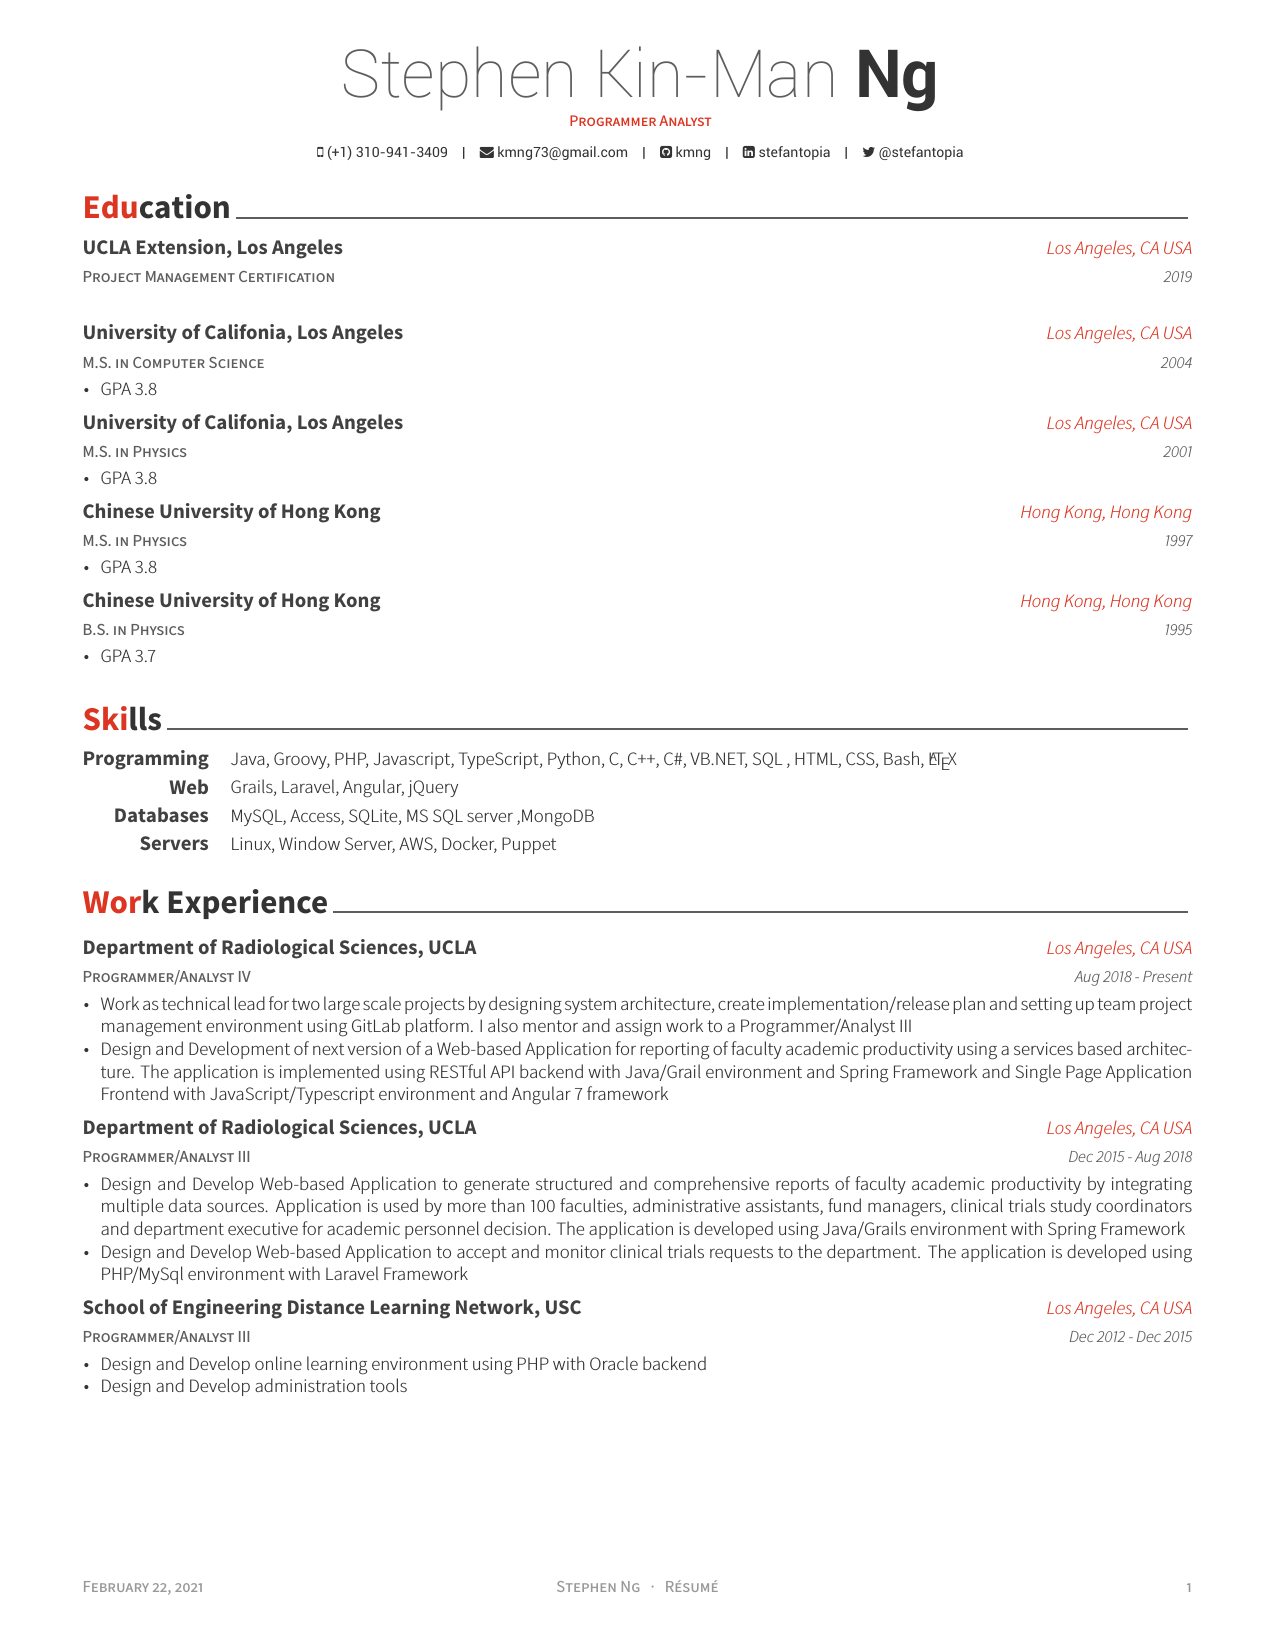 Stephen Kin-Man Ng
Programmer Analyst
(+1) 310-941-3409 | kmng73@gmail.com | kmng | stefantopia | @stefantopia
Education
UCLA Extension, Los Angeles Los Angeles, CA USA
Project Management Certification 2019
University of Califonia, Los Angeles Los Angeles, CA USA
M.S. in Computer Science 2004
• GPA 3.8
University of Califonia, Los Angeles Los Angeles, CA USA
M.S. in Physics 2001
• GPA 3.8
Chinese University of Hong Kong Hong Kong, Hong Kong
M.S. in Physics 1997
• GPA 3.8
Chinese University of Hong Kong Hong Kong, Hong Kong
B.S. in Physics 1995
• GPA 3.7
Skills
Programming Java, Groovy, PHP, Javascript, TypeScript, Python, C, C++, C#, VB.NET, SQL , HTML, CSS, Bash, LATEX
Web Grails, Laravel, Angular, jQuery
Databases MySQL, Access, SQLite, MS SQL server ,MongoDB
Servers Linux, Window Server, AWS, Docker, Puppet
Work Experience
Department of Radiological Sciences, UCLA Los Angeles, CA USA
Programmer/Analyst IV Aug 2018 - Present
• Work as technical lead for two large scale projects by designing system architecture, create implementation/release plan and setting up team project
management environment using GitLab platform. I also mentor and assign work to a Programmer/Analyst III
• Design and Development of next version of a Web-based Application for reporting of faculty academic productivity using a services based architec-
ture. The application is implemented using RESTful API backend with Java/Grail environment and Spring Framework and Single Page Application
Frontend with JavaScript/Typescript environment and Angular 7 framework
Department of Radiological Sciences, UCLA Los Angeles, CA USA
Programmer/Analyst III Dec 2015 - Aug 2018
• Design and Develop Web-based Application to generate structured and comprehensive reports of faculty academic productivity by integrating
multiple data sources. Application is used by more than 100 faculties, administrative assistants, fund managers, clinical trials study coordinators
and department executive for academic personnel decision. The application is developed using Java/Grails environment with Spring Framework
• Design and Develop Web-based Application to accept and monitor clinical trials requests to the department. The application is developed using
PHP/MySql environment with Laravel Framework
School of Engineering Distance Learning Network, USC Los Angeles, CA USA
Programmer/Analyst III Dec 2012 - Dec 2015
• Design and Develop online learning environment using PHP with Oracle backend
• Design and Develop administration tools
February 22, 2021 Stephen Ng · Résumé 1